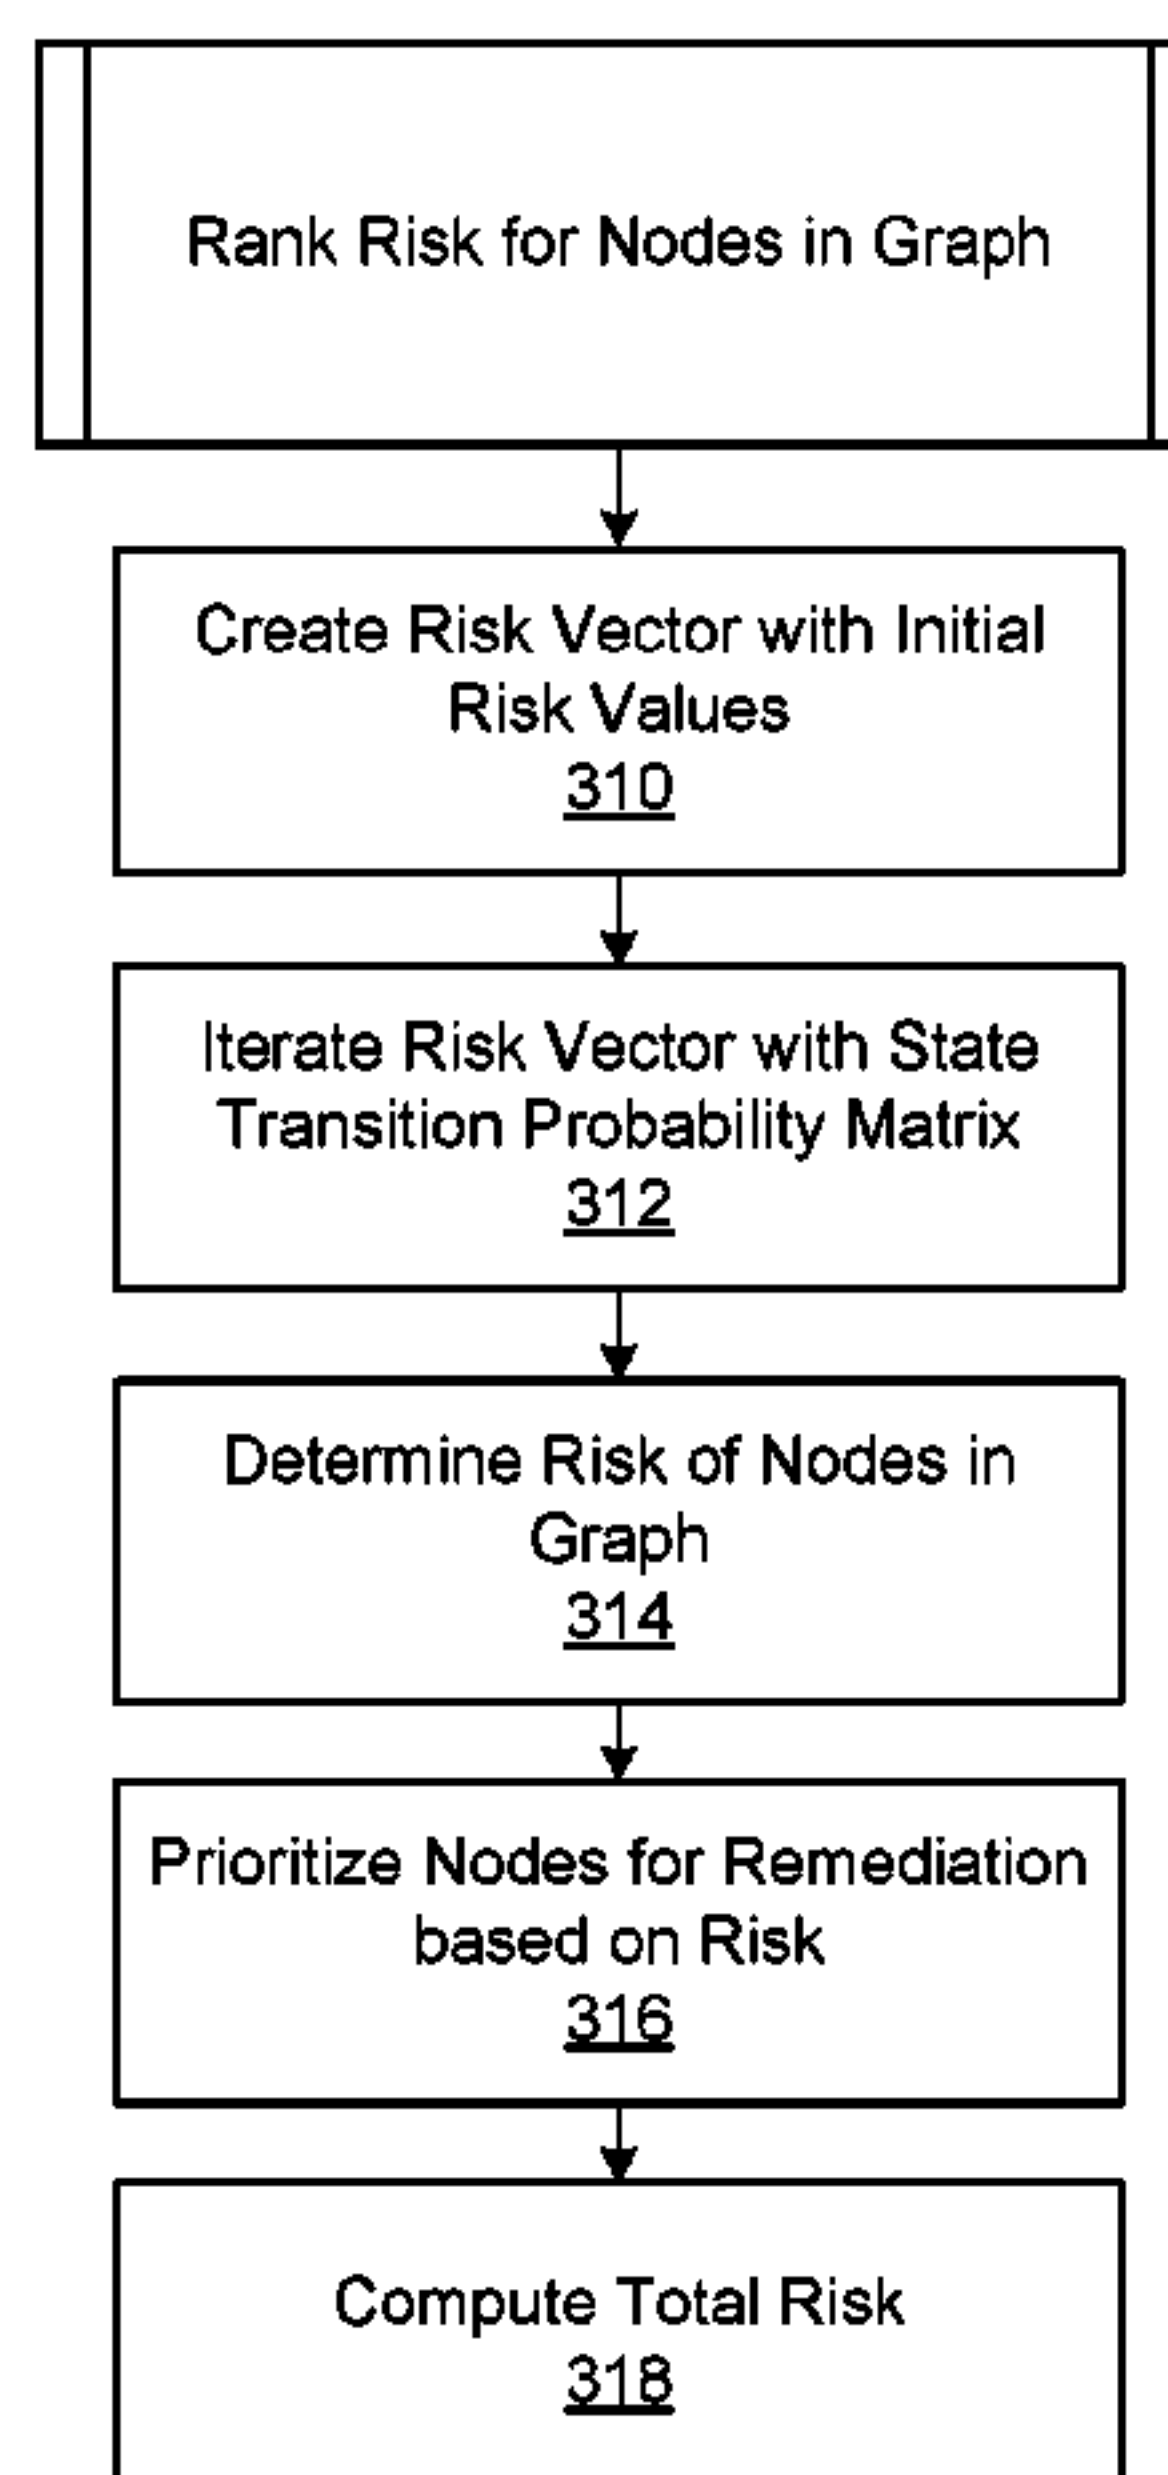 Rank Risk for Nodes in Graph
Create Risk Vector with Initial
Risk Values
310
Iterate Risk Vector with State
Transition Probability Matrix
312
Determine Risk of Nodes in
Graph
314
Prioritize Nodes for Remediation
based on Risk
316
Compute Total Risk
318